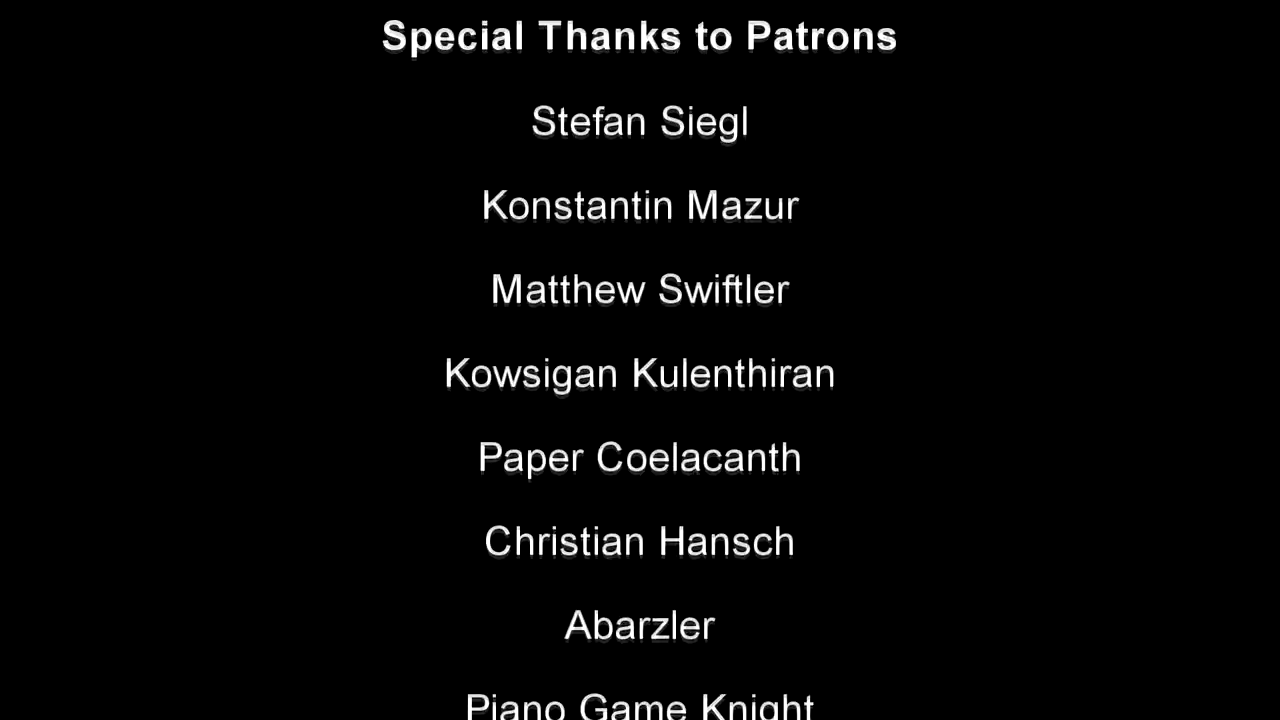 Special Thanks to Patrons
Stefan Siegl
Konstantin Mazur
Matthew Swiftler
Kowsigan Kulenthiran
Paper Coelacanth
Christian Hansch
Abarzler
Piano Game Knight